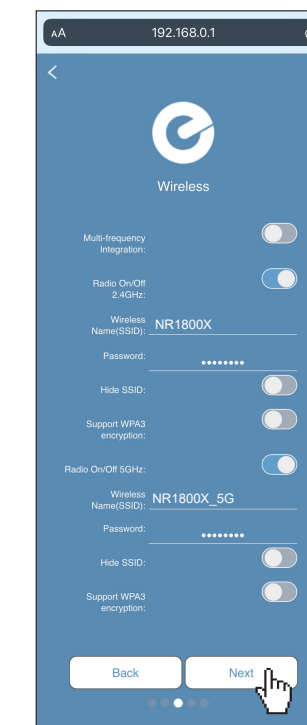 AA 192.168.0.1
<
Wireless
Multi-frequency
Integration:
Radio On/Off
2.4GHz:
Wireless
Name(SSID): NR1800X
Password: ••••••••
Hide SSID:
Support WPA3
encryption:
Radio On/Off 5GHz:
Wireless
Name(SSID): NR1800X_5G
Password: ••••••••
Hide SSID:
Support WPA3
encryption:
Back Next